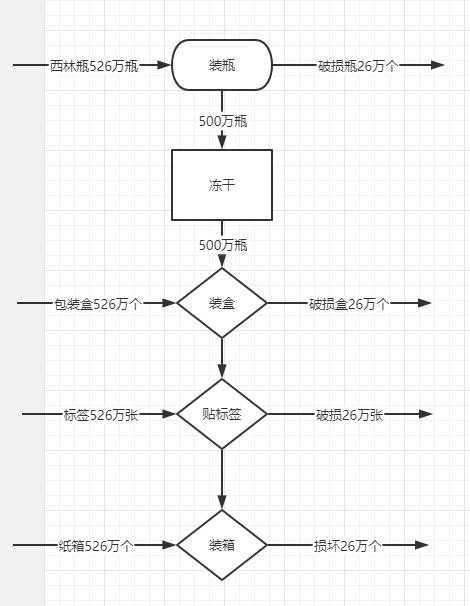 西林瓶526万瓶
装瓶
破损瓶26万个
500万瓶
冻干
500万瓶
包装盒526万个
装盒
破损盒26万个
标签526万张
贴标签
破损26万张
纸箱526万个
装箱
损坏26万个